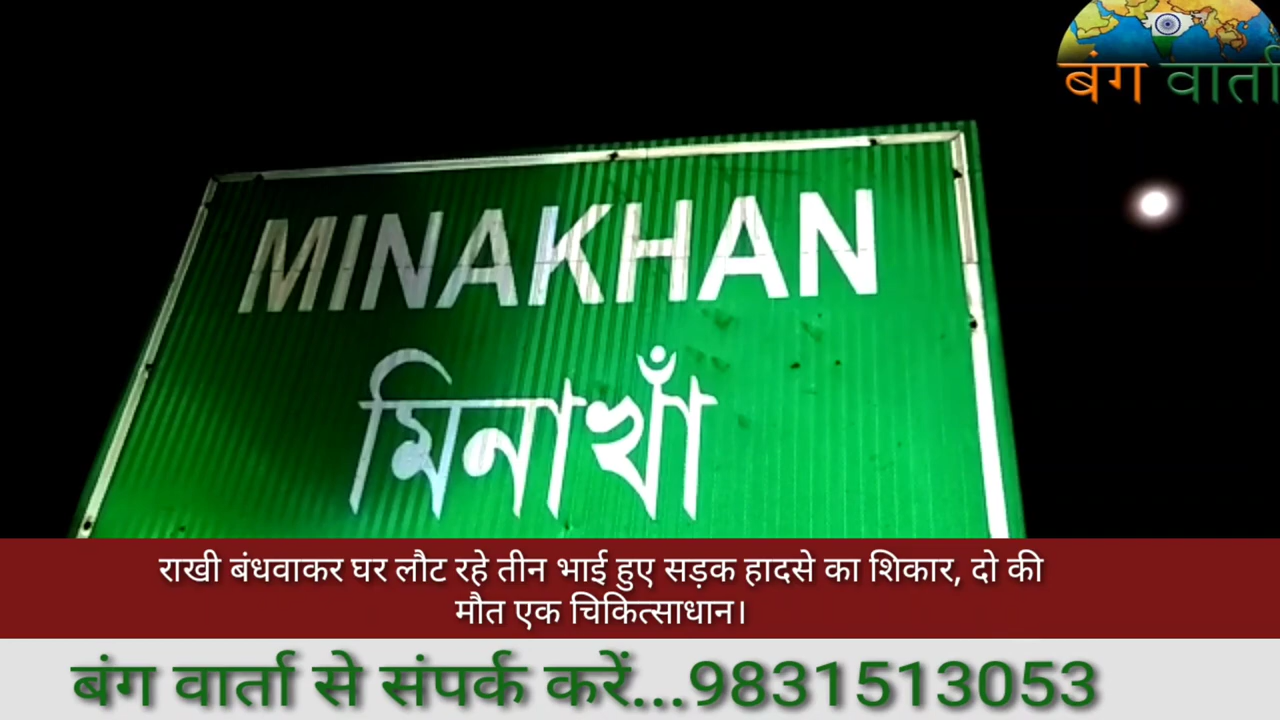 बंग वार्ता
MINAKHAN
মিনাখাঁ
राखी बंधवाकर घर लौट रहे तीन भाई हुए सड़क हादसे का शिकार, दो की
मौत एक चिकित्साधान।
बंग वार्ता से संपर्क करें...9831513053